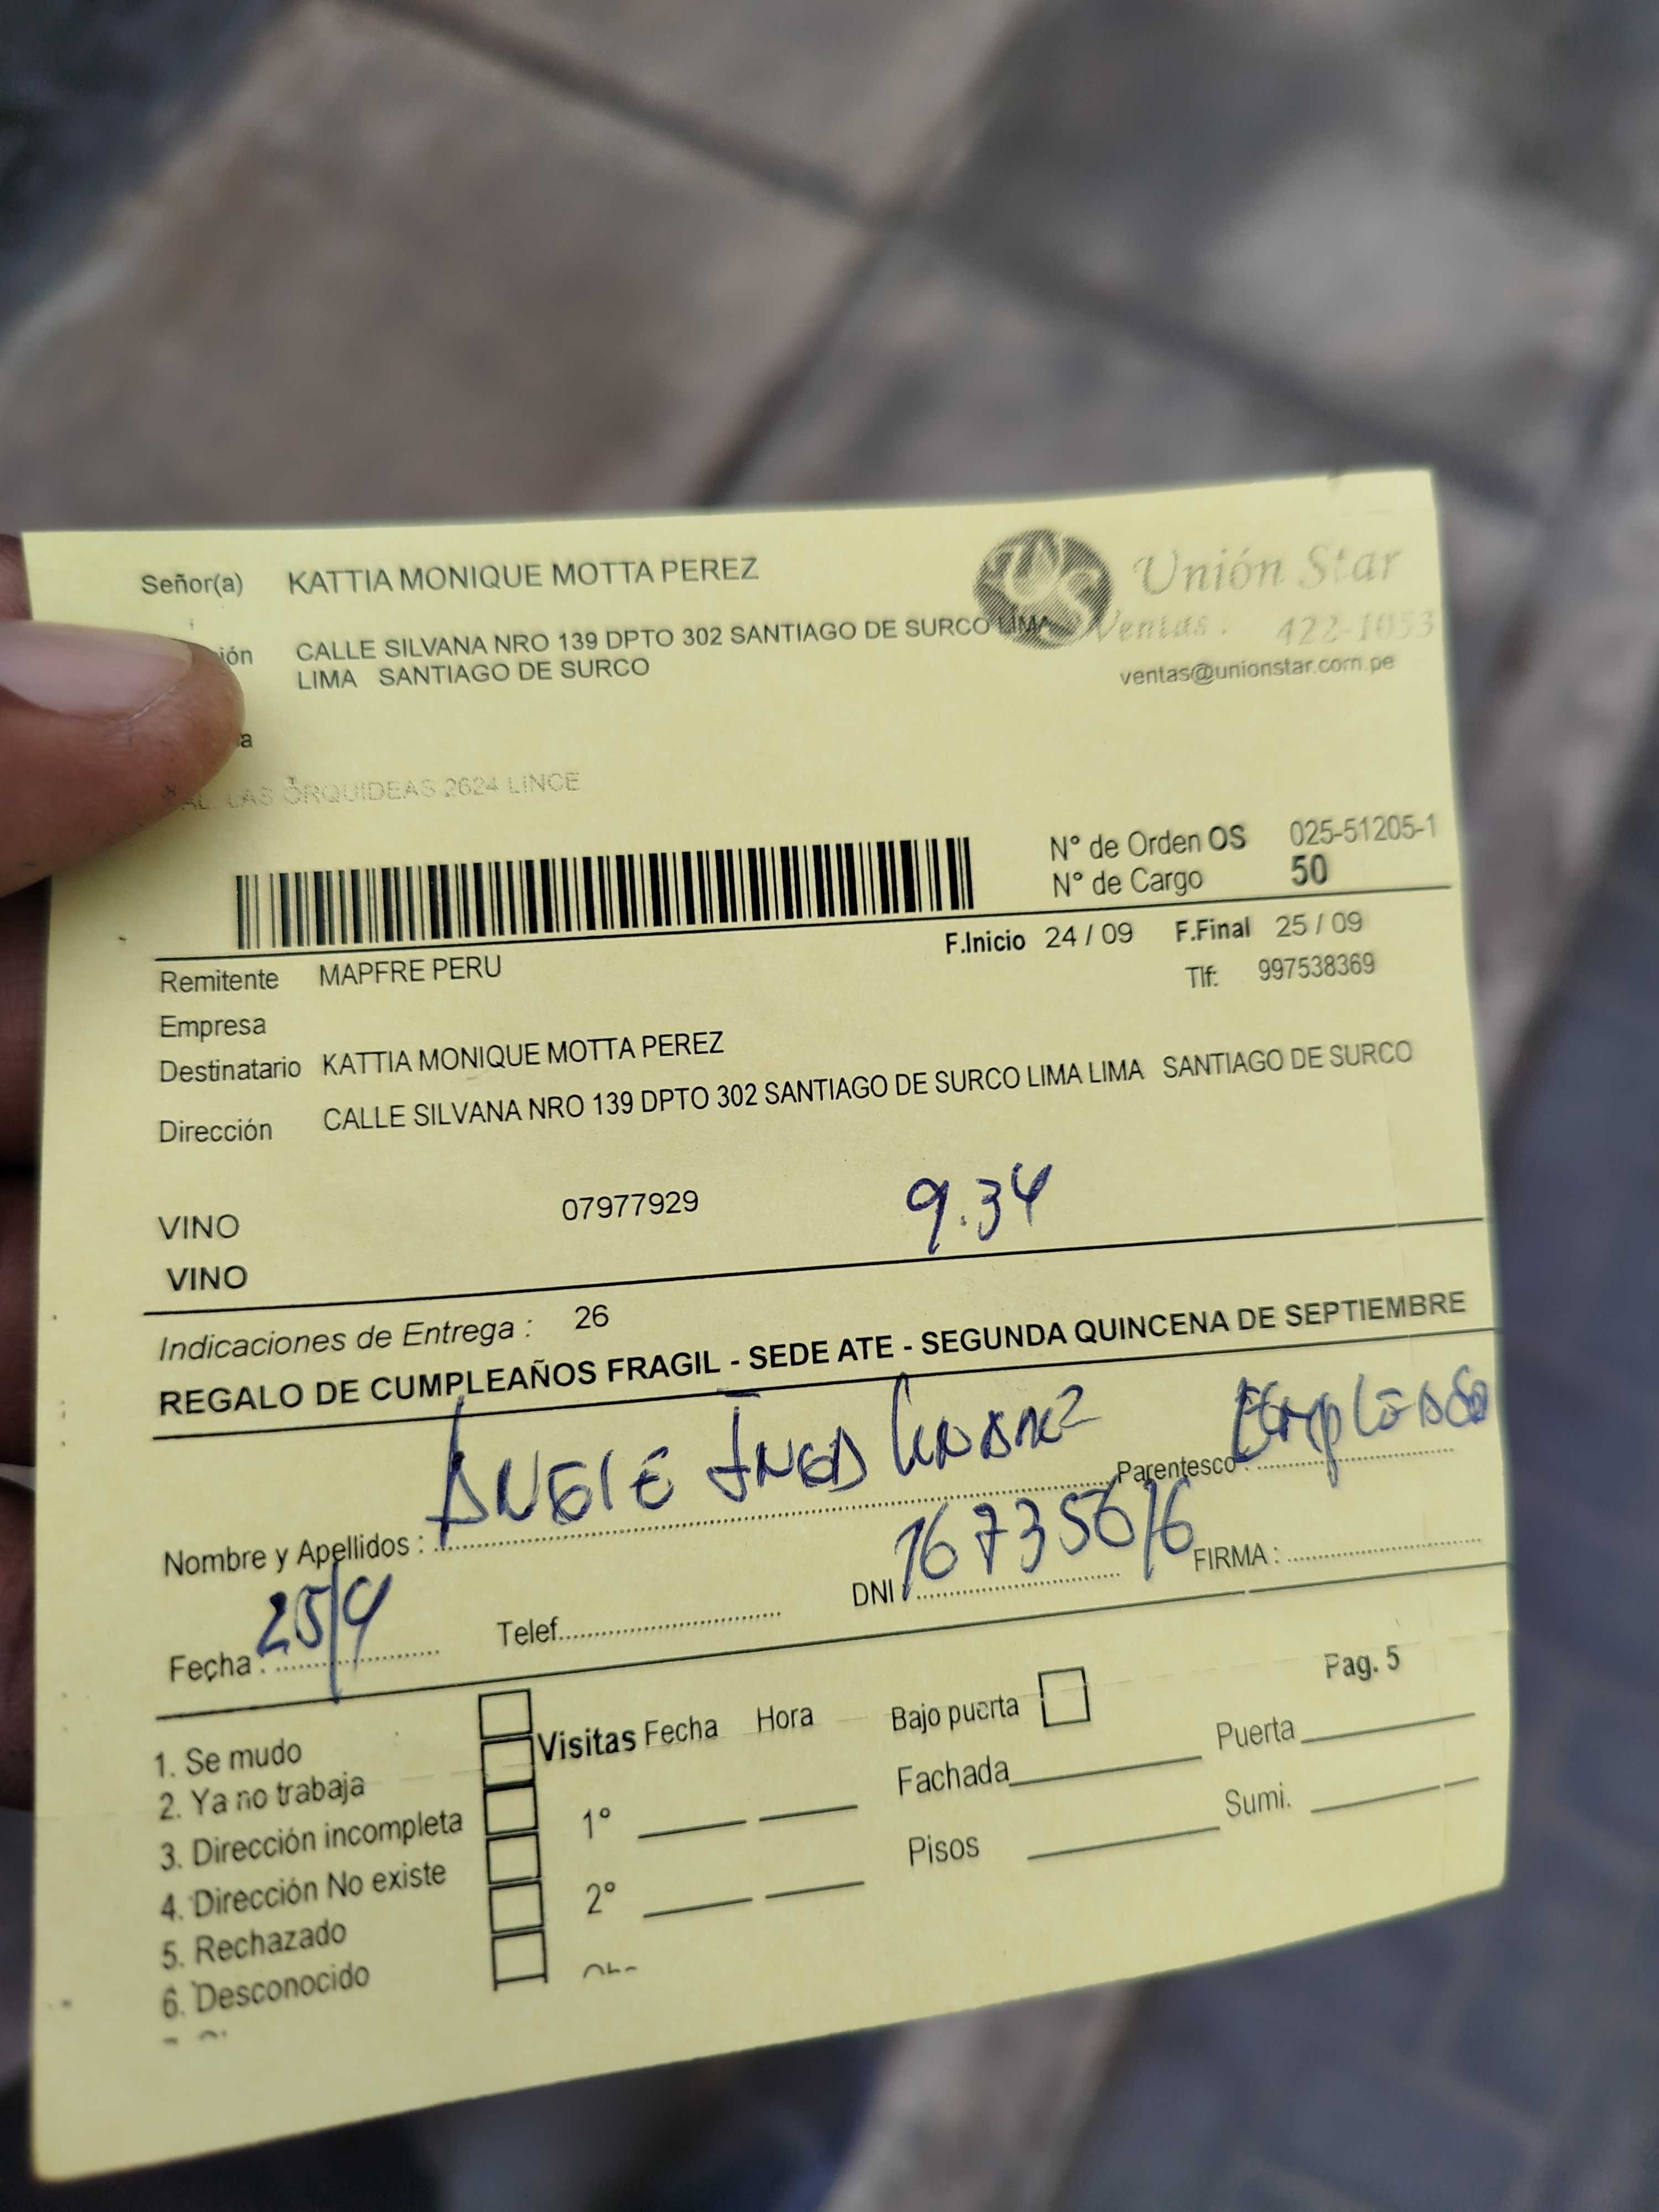 Señor(a) KATTIA MONIQUE MOTTA PEREZ
Unión Star
ión CALLE SILVANA NRO 139 DPTO 302 SANTIAGO DE SURCO LIMA
Ventas : 422-1053
LIMA SANTIAGO DE SURCO
ventas@unionstar.com.pe
a
AL. LAS ORQUIDEAS 2624 LINCE
N° de Orden OS 025-51205-1
N° de Cargo 50
F.Inicio 24 / 09 F.Final 25 / 09
Remitente MAPFRE PERU
Tlf: 997538369
Empresa
Destinatario KATTIA MONIQUE MOTTA PEREZ
Dirección CALLE SILVANA NRO 139 DPTO 302 SANTIAGO DE SURCO LIMA LIMA SANTIAGO DE SURCO
VINO 07977929 9.34
VINO
Indicaciones de Entrega : 26
REGALO DE CUMPLEAÑOS FRAGIL - SEDE ATE - SEGUNDA QUINCENA DE SEPTIEMBRE
Nombre y Apellidos : Parentesco :
Fecha : 25/9 Telef. DNI FIRMA :
Pag. 5
1. Se mudo
2. Ya no trabaja
3. Dirección incompleta
4. Dirección No existe
5. Rechazado
6. Desconocido
Visitas Fecha Hora
1°
2°
Bajo puerta
Fachada Puerta
Pisos Sumi.